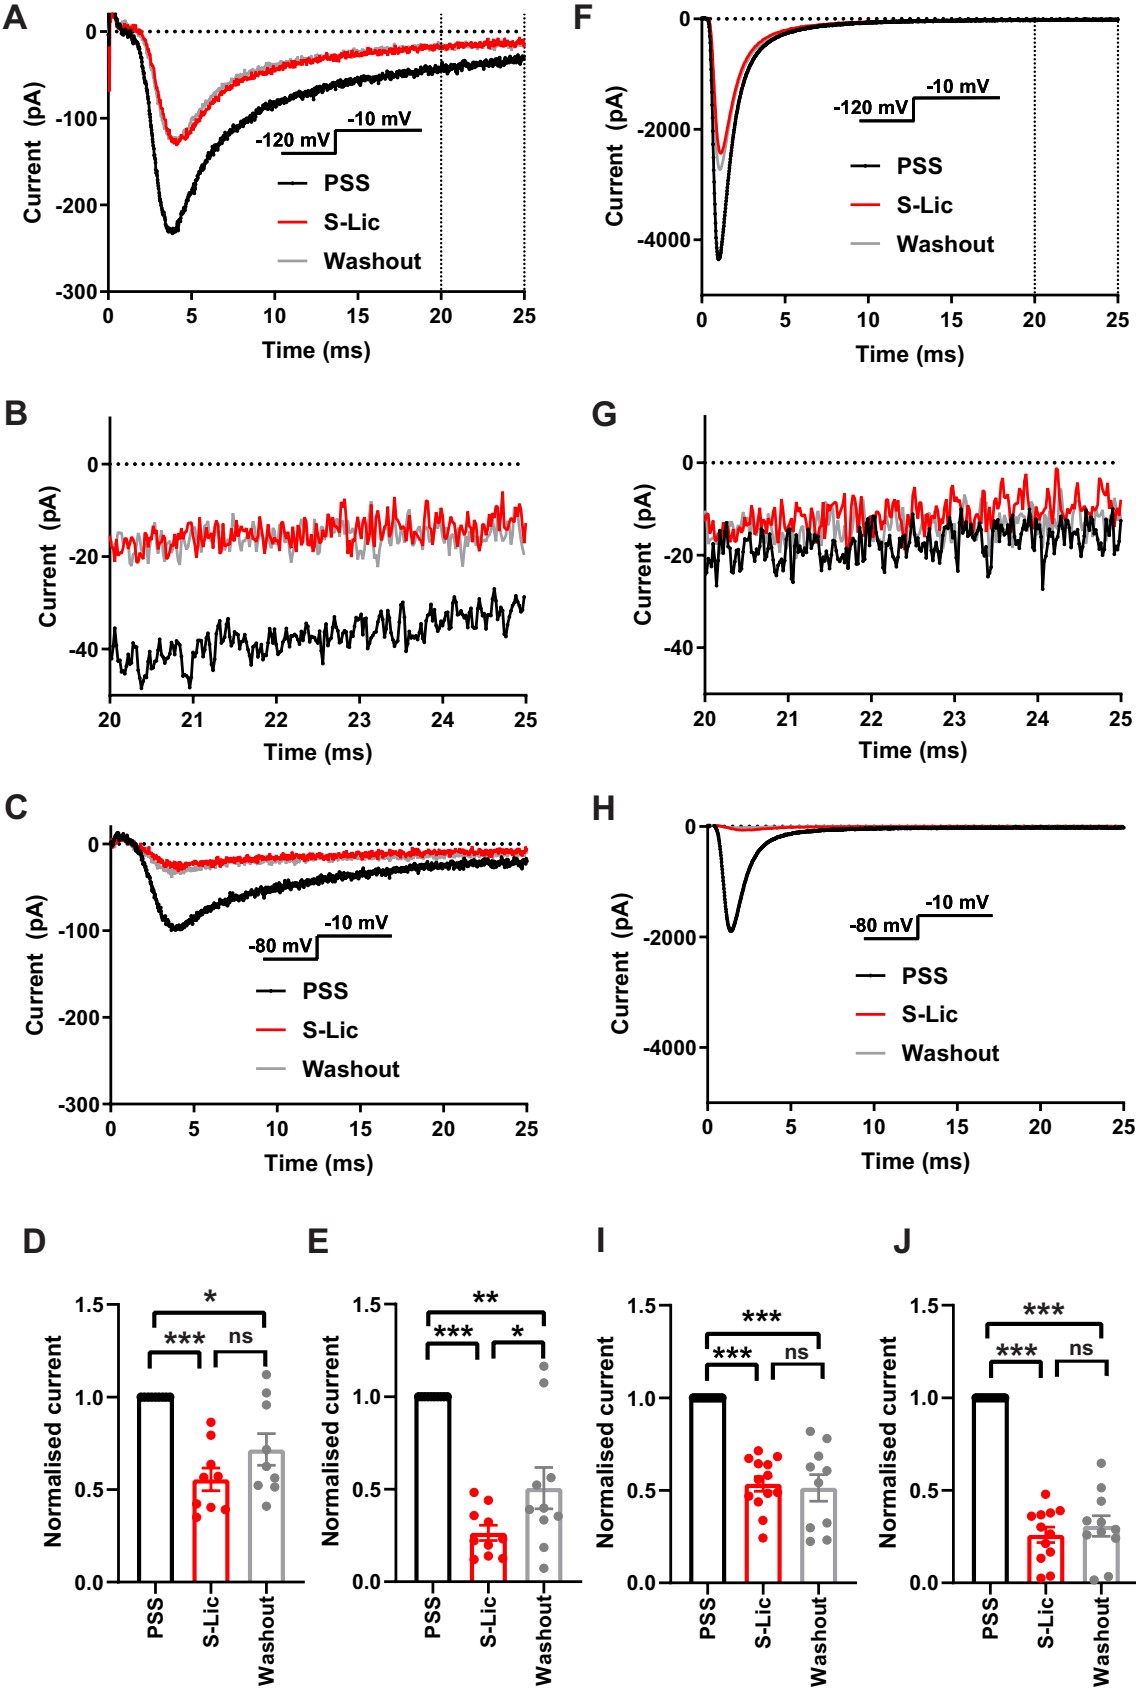 A
0
-100
-200
-300
Current (pA)
-120 mV
-10 mV
PSS
S-Lic
Washout
0
5
10
15
20
25
Time (ms)
F
0
-2000
-4000
Current (pA)
-120 mV
-10 mV
PSS
S-Lic
Washout
0
5
10
15
20
25
Time (ms)
B
0
-20
-40
Current (pA)
20
21
22
23
24
25
Time (ms)
G
0
-20
-40
Current (pA)
20
21
22
23
24
25
Time (ms)
C
0
-100
-200
-300
Current (pA)
-80 mV
-10 mV
PSS
S-Lic
Washout
0
5
10
15
20
25
Time (ms)
H
0
-2000
-4000
Current (pA)
-80 mV
-10 mV
PSS
S-Lic
Washout
0
5
10
15
20
25
Time (ms)
D
1.5
1.0
0.5
0.0
Normalised current
*
***
ns
PSS
S-Lic
Washout
E
1.5
1.0
0.5
0.0
Normalised current
**
***
*
PSS
S-Lic
Washout
I
1.5
1.0
0.5
0.0
Normalised current
***
***
ns
PSS
S-Lic
Washout
J
1.5
1.0
0.5
0.0
Normalised current
***
***
ns
PSS
S-Lic
Washout